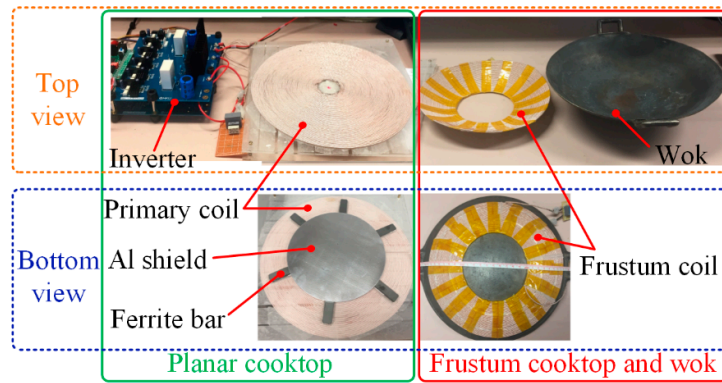 Top
view
Inverter
Wok
Primary coil
Bottom
view
Al shield
Frustum coil
Ferrite bar
Planar cooktop
Frustum cooktop and wok